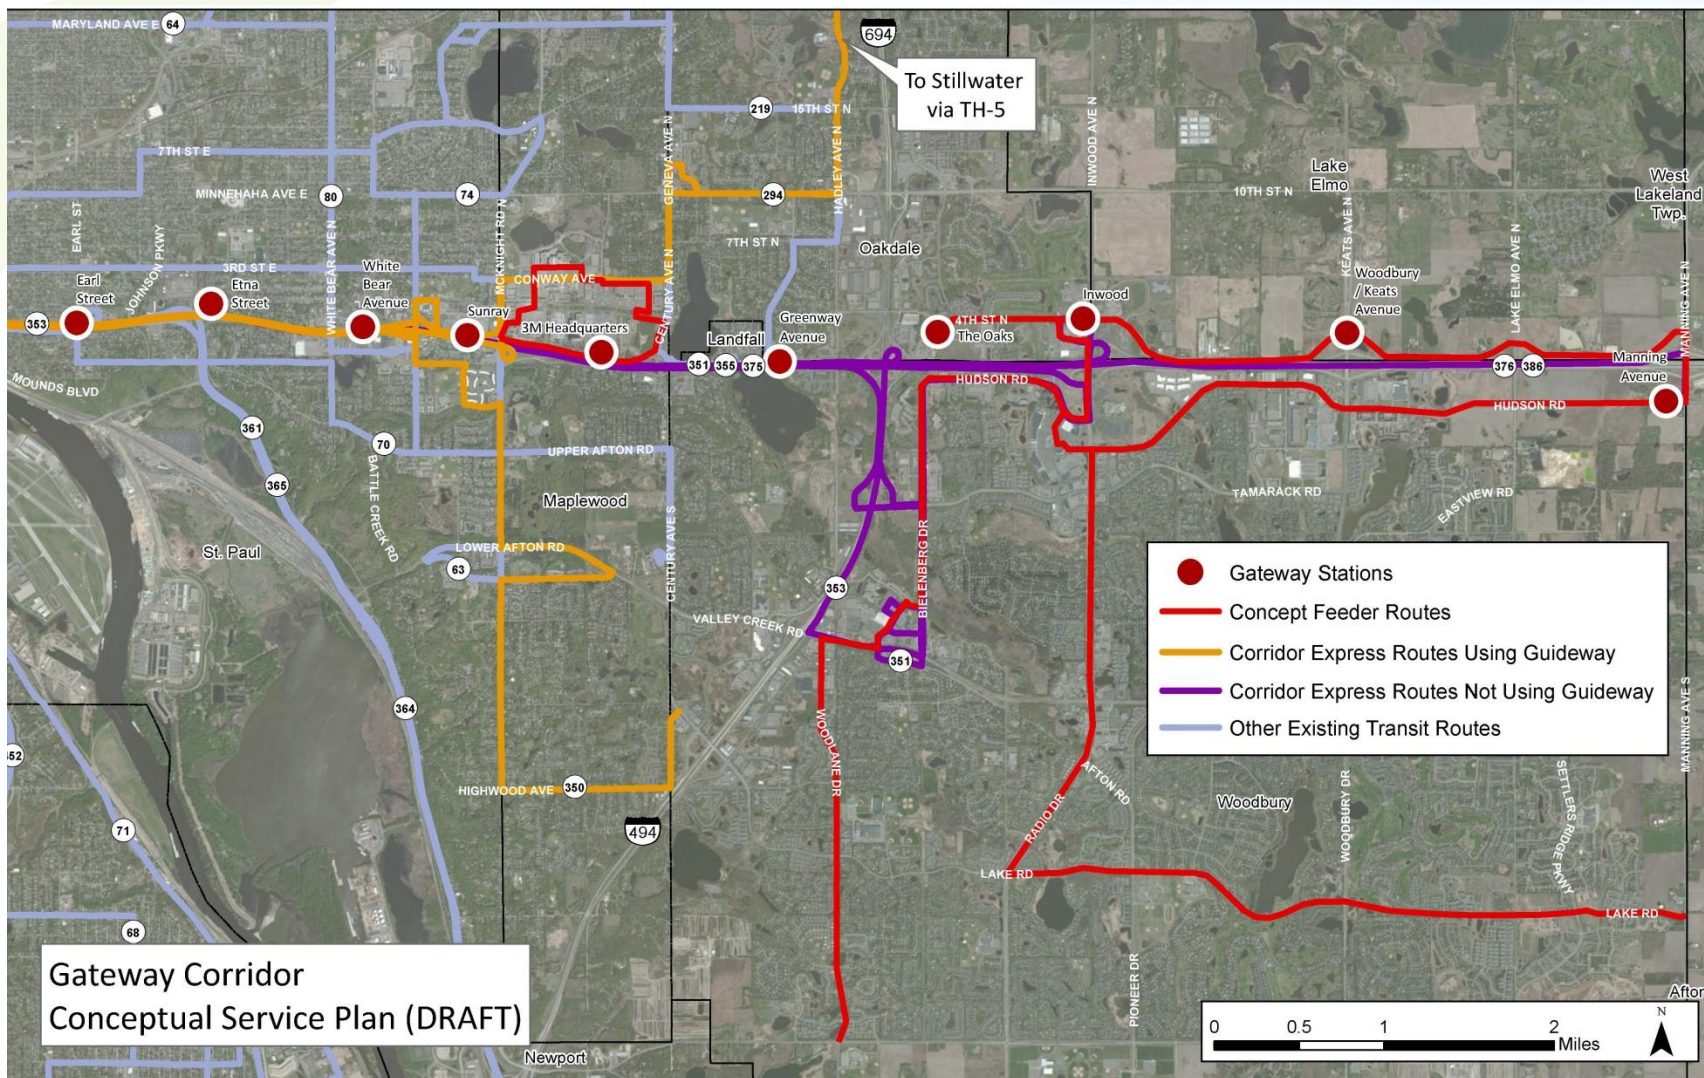 MARYLAND AVE E
64
694
To Stillwater
via TH-5
219
15TH ST N
GENEVA AVE N
HADLEY AVE N
INWOOD AVE N
7TH ST E
MINNEHAHA AVE E
80
74
294
10TH ST N
Lake
Elmo
West
Lakeland
Twp.
EARL ST
JOHNSON PKWY
WHITE BEAR AVE N
MCKNIGHT RD N
CENTURY AVE N
7TH ST N
Oakdale
KEATS AVE N
LAKE ELMO AVE N
MANNING AVE N
3RD ST E
CONWAY AVE
Earl
Street
Etna
Street
White
Bear
Avenue
Sunray
3M Headquarters
Landfall
Greenway
Avenue
4TH ST N
The Oaks
Inwood
Woodbury
/ Keats
Avenue
Manning
Avenue
353
351
355
375
376
386
HUDSON RD
HUDSON RD
MOUNDS BLVD
361
365
70
BATTLE CREEK RD
UPPER AFTON RD
Maplewood
TAMARACK RD
EASTVIEW RD
St. Paul
LOWER AFTON RD
63
CENTURY AVE S
353
BIELENBERG DR
VALLEY CREEK RD
351
Gateway Stations
Concept Feeder Routes
Corridor Express Routes Using Guideway
Corridor Express Routes Not Using Guideway
Other Existing Transit Routes
MANNING AVE S
364
452
WOODLANE DR
HIGHWOOD AVE
350
494
71
AFTON RD
RADIO DR
Woodbury
WOODBURY DR
SETTLERS RIDGE PKWY
LAKE RD
LAKE RD
68
PIONEER DR
Gateway Corridor
Conceptual Service Plan (DRAFT)
Newport
Afton
0
0.5
1
2
Miles
N